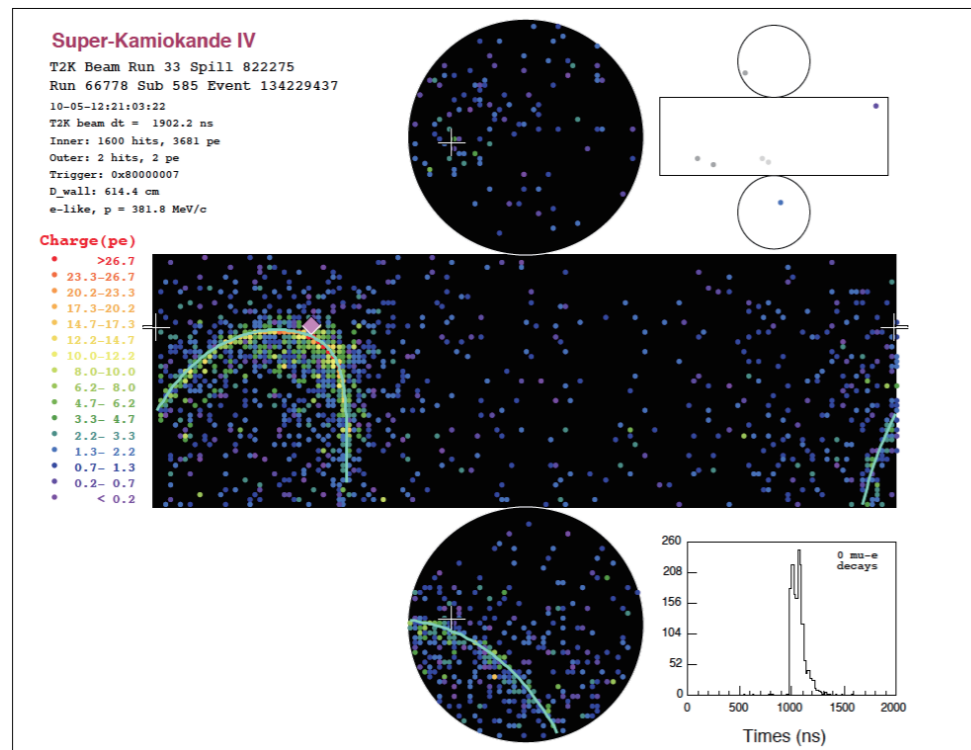 Super-Kamiokande IV
T2K Beam Run 33 Spill 822275
Run 66778 Sub 585 Event 134229437
10-05-12:21:03:22
T2K beam dt =  1902.2 ns
Inner: 1600 hits, 3681 pe
Outer: 2 hits, 2 pe
Trigger: 0x80000007
D_wall: 614.4 cm
e-like, p = 381.8 MeV/c
Charge(pe)
>26.7
23.3-26.7
20.2-23.3
17.3-20.2
14.7-17.3
12.2-14.7
10.0-12.2
8.0-10.0
6.2- 8.0
4.7- 6.2
3.3- 4.7
2.2- 3.3
1.3- 2.2
0.7- 1.3
0.2- 0.7
< 0.2
0 mu-e
decays
260
208
156
104
52
0
0 500 1000 1500 2000
Times (ns)